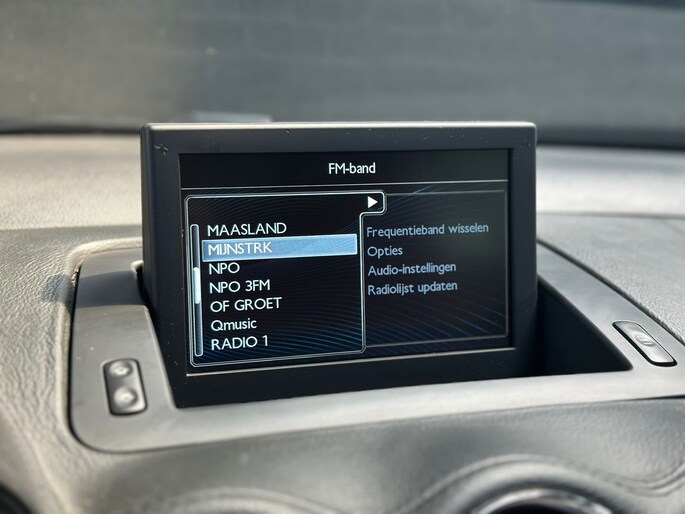 FM-band
MAASLAND
MIJNSTRK
NPO
NPO 3FM
OF GROET
Qmusic
RADIO 1
Frequentieband wisselen
Opties
Audio-instellingen
Radiolijst updaten